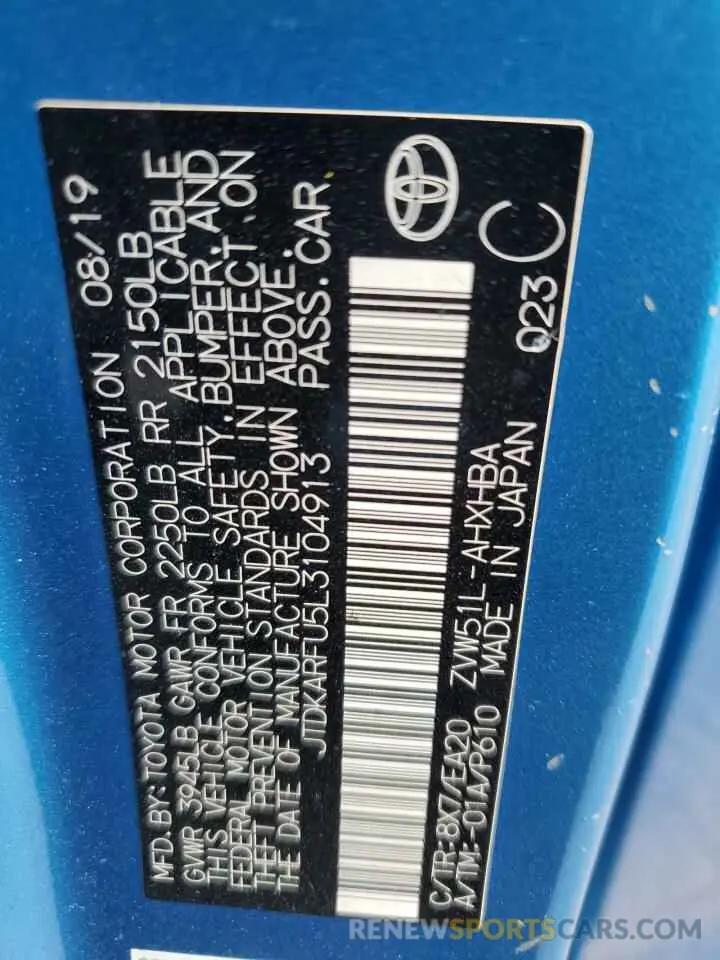 MFD.BY:TOYOTA MOTOR CORPORATION 08/19
GVWR 3945LB GAWR FR 2250LB RR 2150LB
THIS VEHICLE CONFORMS TO ALL APPLICABLE
FEDERAL MOTOR VEHICLE SAFETY,BUMPER,AND
THEFT PREVENTION STANDARDS IN EFFECT ON
THE DATE OF MANUFACTURE SHOWN ABOVE.
JTDKARFU5L3104913 PASS.CAR
C/TR:8X7/EA20 ZVW51L-AHXHBA
A/TM:-01A/P610 MADE IN JAPAN
023
C
RENEWSPORTSCARS.COM